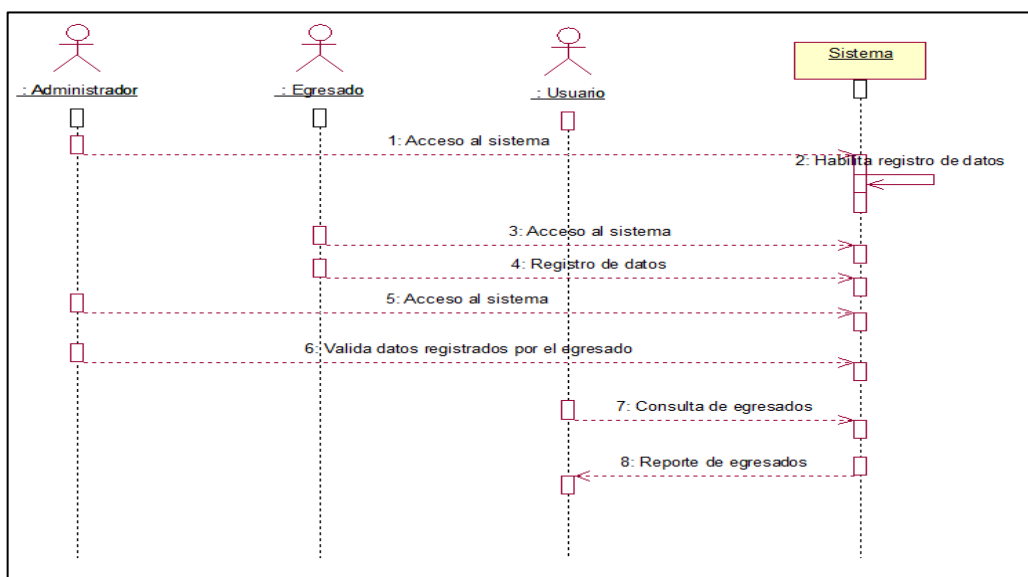 : Administrador
: Egresado
: Usuario
Sistema
1: Acceso al sistema
2: Habilita registro de datos
3: Acceso al sistema
4: Registro de datos
5: Acceso al sistema
6: Valida datos registrados por el egresado
7: Consulta de egresados
8: Reporte de egresados